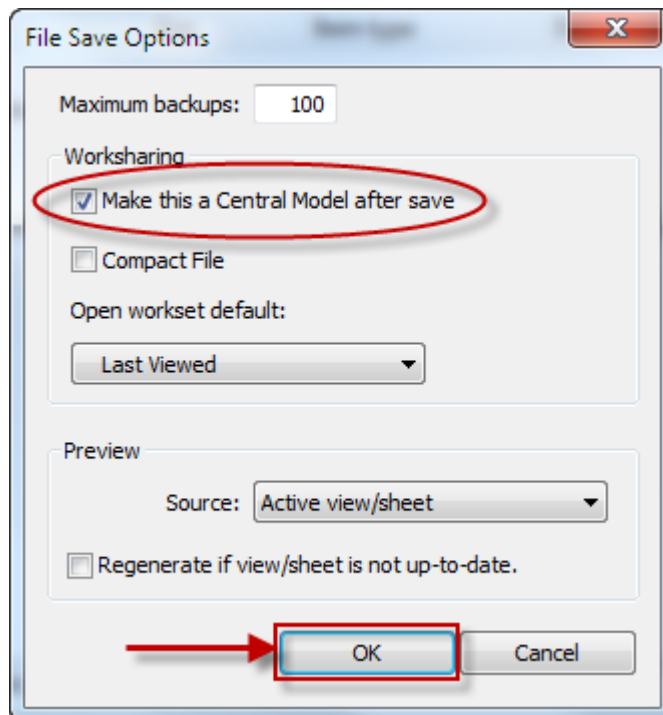 File Save Options
Maximum backups: 100
Worksharing
Make this a Central Model after save
Compact File
Open workset default:
Last Viewed
Preview
Source: Active view/sheet
Regenerate if view/sheet is not up-to-date.
OK Cancel